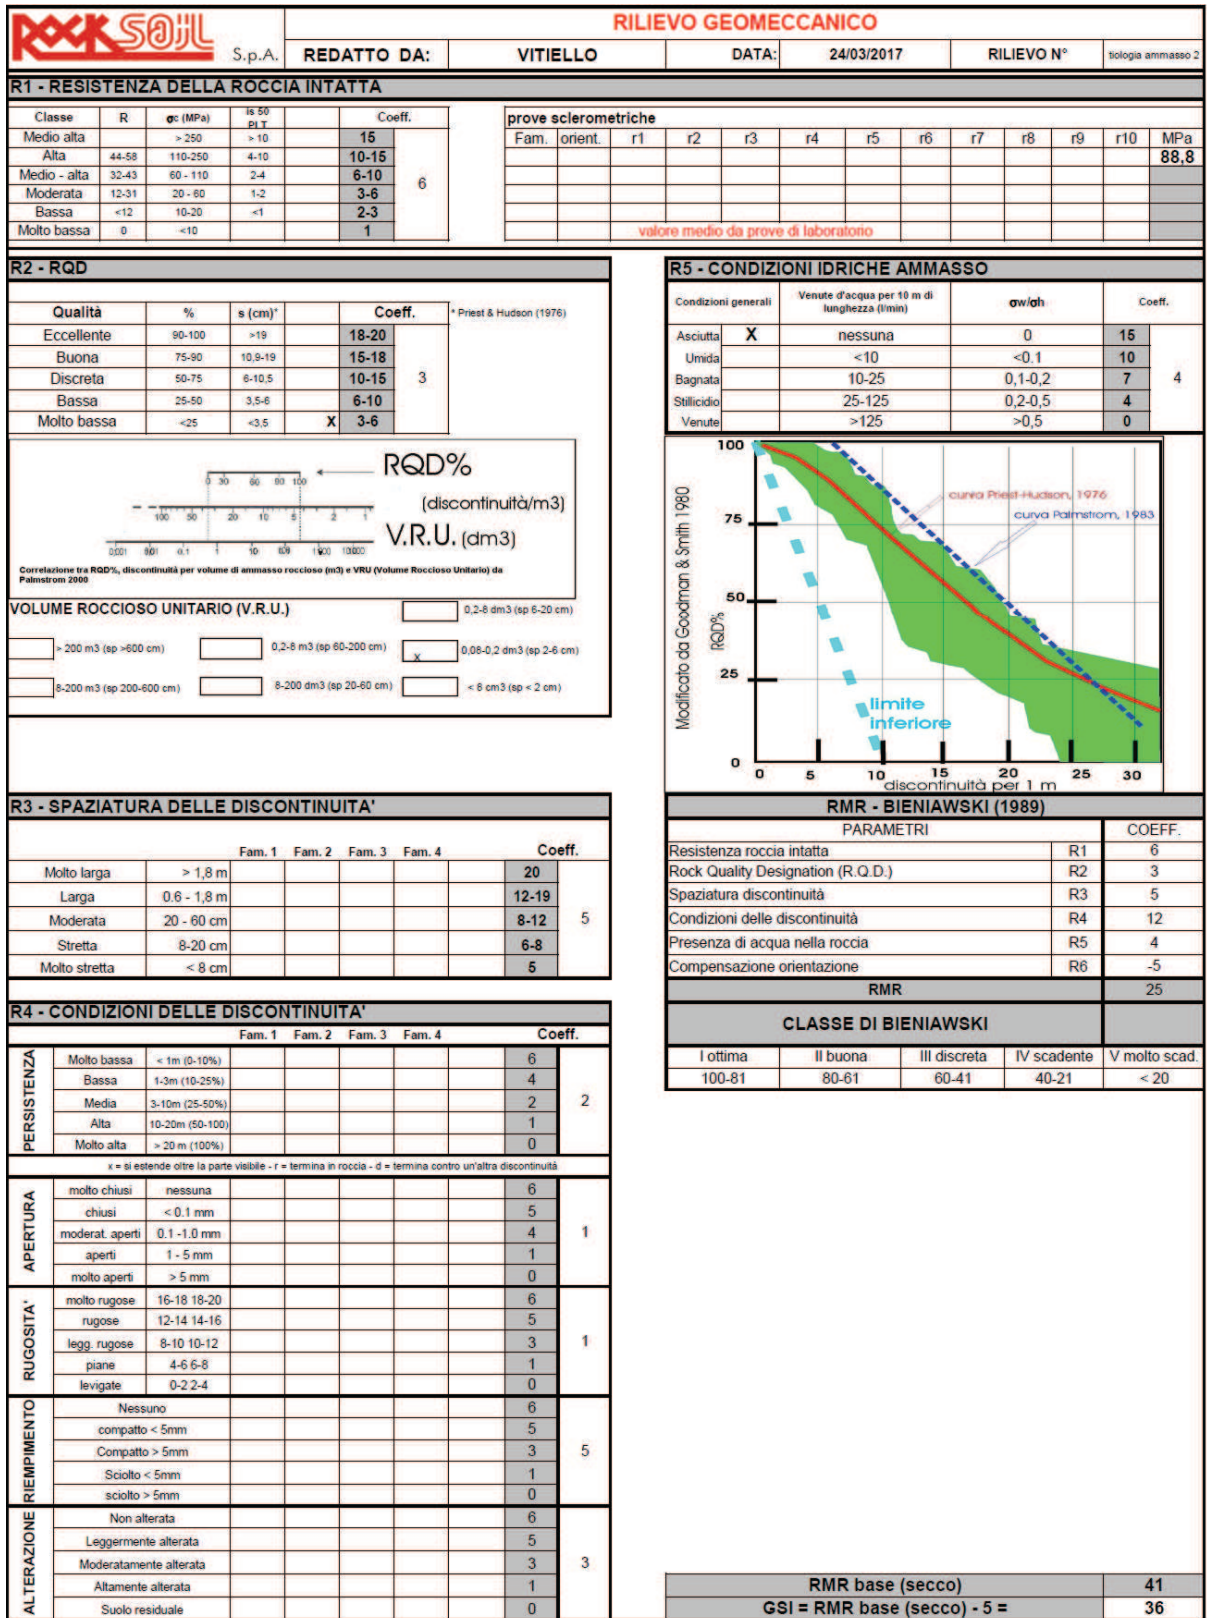 ROCK SOIL S.p.A.
RILIEVO GEOMECCANICO
REDATTO DA: VITIELLO DATA: 24/03/2017 RILIEVO N° tiologia ammasso 2
R1 - RESISTENZA DELLA ROCCIA INTATTA
Classe R σc (MPa) Is 50 PLT Coeff.
Medio alta > 250 > 10 15
Alta 44-58 110-250 4-10 10-15
Medio - alta 32-43 60 - 110 2-4 6-10
Moderata 12-31 20 - 60 1-2 3-6
Bassa <12 10-20 <1 2-3
Molto bassa 0 <10 1
6
prove sclerometriche
Fam. orient. r1 r2 r3 r4 r5 r6 r7 r8 r9 r10 MPa
88,8
valore medio da prove di laboratorio
R2 - RQD
Qualità % s (cm)* Coeff. * Priest & Hudson (1976)
Eccellente 90-100 >19 18-20
Buona 75-90 10,9-19 15-18
Discreta 50-75 6-10,5 10-15 3
Bassa 25-50 3,5-6 6-10
Molto bassa <25 <3,5 X 3-6
RQD%
0 30 60 80 100
(discontinuità/m3)
100 50 20 10 5 2 1
V.R.U. (dm3)
0,001 0,01 0.1 1 10 100 1000 10000
Correlazione tra RQD%, discontinuità per volume di ammasso roccioso (m3) e VRU (Volume Roccioso Unitario) da
Palmstrom 2000
VOLUME ROCCIOSO UNITARIO (V.R.U.) 0,2-8 dm3 (sp 6-20 cm)
> 200 m3 (sp >600 cm) 0,2-8 m3 (sp 60-200 cm) x 0,08-0,2 dm3 (sp 2-6 cm)
8-200 m3 (sp 200-600 cm) 8-200 dm3 (sp 20-60 cm) < 8 cm3 (sp < 2 cm)
R5 - CONDIZIONI IDRICHE AMMASSO
Condizioni generali Venute d'acqua per 10 m di lunghezza (l/min) σw/σh Coeff.
Asciutta X nessuna 0 15
Umida <10 <0.1 10
Bagnata 10-25 0,1-0,2 7 4
Stillicidio 25-125 0,2-0,5 4
Venute >125 >0,5 0
Modificato da Goodman & Smith 1980
RQD%
100
75
50
25
0
curva Priest-Hudson, 1976
curva Palmstrom, 1983
limite
inferiore
0 5 10 15 20 25 30
discontinuità per 1 m
R3 - SPAZIATURA DELLE DISCONTINUITA'
Fam. 1 Fam. 2 Fam. 3 Fam. 4 Coeff.
Molto larga > 1,8 m 20
Larga 0.6 - 1,8 m 12-19
Moderata 20 - 60 cm 8-12 5
Stretta 8-20 cm 6-8
Molto stretta < 8 cm 5
RMR - BIENIAWSKI (1989)
PARAMETRI COEFF.
Resistenza roccia intatta R1 6
Rock Quality Designation (R.Q.D.) R2 3
Spaziatura discontinuità R3 5
Condizioni delle discontinuità R4 12
Presenza di acqua nella roccia R5 4
Compensazione orientazione R6 -5
RMR 25
CLASSE DI BIENIAWSKI
I ottima II buona III discreta IV scadente V molto scad.
100-81 80-61 60-41 40-21 < 20
R4 - CONDIZIONI DELLE DISCONTINUITA'
Fam. 1 Fam. 2 Fam. 3 Fam. 4 Coeff.
PERSISTENZA
Molto bassa < 1m (0-10%) 6
Bassa 1-3m (10-25%) 4
Media 3-10m (25-50%) 2 2
Alta 10-20m (50-100) 1
Molto alta > 20 m (100%) 0
x = si estende oltre la parte visibile - r = termina in roccia - d = termina contro un'altra discontinuità
APERTURA
molto chiusi nessuna 6
chiusi < 0.1 mm 5
moderat. aperti 0.1 -1.0 mm 4 1
aperti 1 - 5 mm 1
molto aperti > 5 mm 0
RUGOSITA'
molto rugose 16-18 18-20 6
rugose 12-14 14-16 5
legg. rugose 8-10 10-12 3 1
piane 4-6 6-8 1
levigate 0-2 2-4 0
RIEMPIMENTO
Nessuno 6
compatto < 5mm 5
Compatto > 5mm 3 5
Sciolto < 5mm 1
sciolto > 5mm 0
ALTERAZIONE
Non alterata 6
Leggermente alterata 5
Moderatamente alterata 3 3
Altamente alterata 1
Suolo residuale 0
RMR base (secco) 41
GSI = RMR base (secco) - 5 = 36